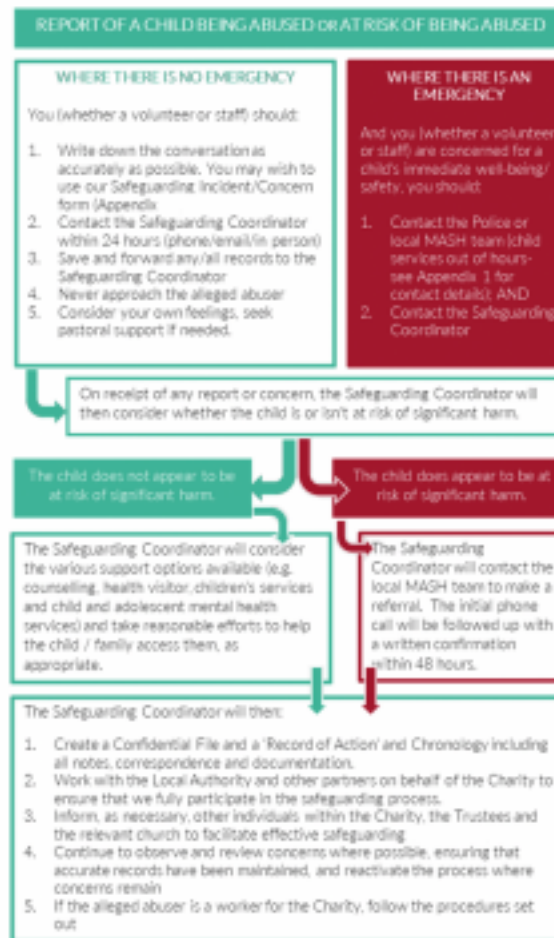 REPORT OF A CHILD BEING ABUSED OR AT RISK OF BEING ABUSED
WHERE THERE IS NO EMERGENCY
You (whether a volunteer or staff) should:
1. Write down the conversation as
accurately as possible. You may wish to
use our Safeguarding Incident/Concern
form (Appendix
2. Contact the Safeguarding Coordinator
within 24 hours (phone/email/in person)
3. Save and forward any/all records to the
Safeguarding Coordinator
4. Never approach the alleged abuser
5. Consider your own feelings, seek
pastoral support if needed.
WHERE THERE IS AN
EMERGENCY
And you (whether a volunteer
or staff) are concerned for a
child's immediate well-being/
safety, you should:
1. Contact the Police or
local MASH team (child
services out of hours-
see Appendix 1 for
contact details); AND
2. Contact the Safeguarding
Coordinator
On receipt of any report or concern, the Safeguarding Coordinator will
then consider whether the child is or isn't at risk of significant harm.
The child does not appear to be
at risk of significant harm.
The child does appear to be at
risk of significant harm.
The Safeguarding Coordinator will consider
the various support options available (e.g.
counselling, health visitor, children's services
and child and adolescent mental health
services) and take reasonable efforts to help
the child / family access them, as
appropriate.
The Safeguarding
Coordinator will contact the
local MASH team to make a
referral. The initial phone
call will be followed up with
a written confirmation
within 48 hours.
The Safeguarding Coordinator will then:
1. Create a Confidential File and a 'Record of Action' and Chronology including
all notes, correspondence and documentation.
2. Work with the Local Authority and other partners on behalf of the Charity to
ensure that we fully participate in the safeguarding process.
3. Inform, as necessary, other individuals within the Charity, the Trustees and
the relevant church to facilitate effective safeguarding
4. Continue to observe and review concerns where possible, ensuring that
accurate records have been maintained, and reactivate the process where
concerns remain
5. If the alleged abuser is a worker for the Charity, follow the procedures set
out